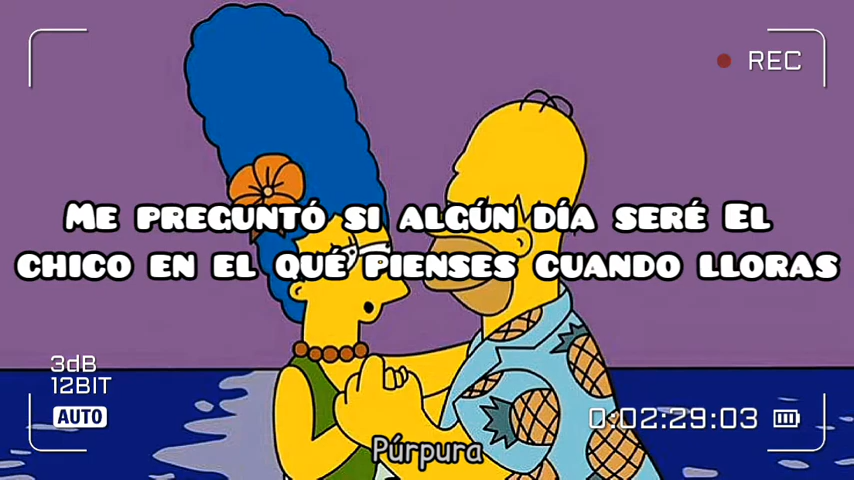 REC
ME PREGUNTÓ SI ALGÚN DÍA SERÉ EL
CHICO EN EL QUÉ PIENSES CUANDO LLORAS
3dB
12BIT
AUTO
0:02:29:03
Púrpura